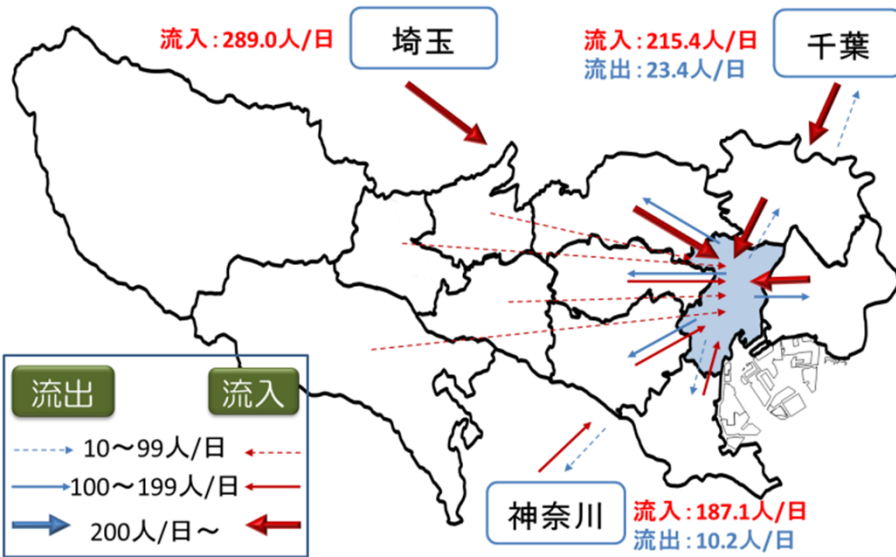 流入：289.0人/日
埼玉
流入：215.4人/日
流出：23.4人/日
千葉
流出
流入
10～99人/日
100～199人/日
200人/日～
神奈川
流入：187.1人/日
流出：10.2人/日